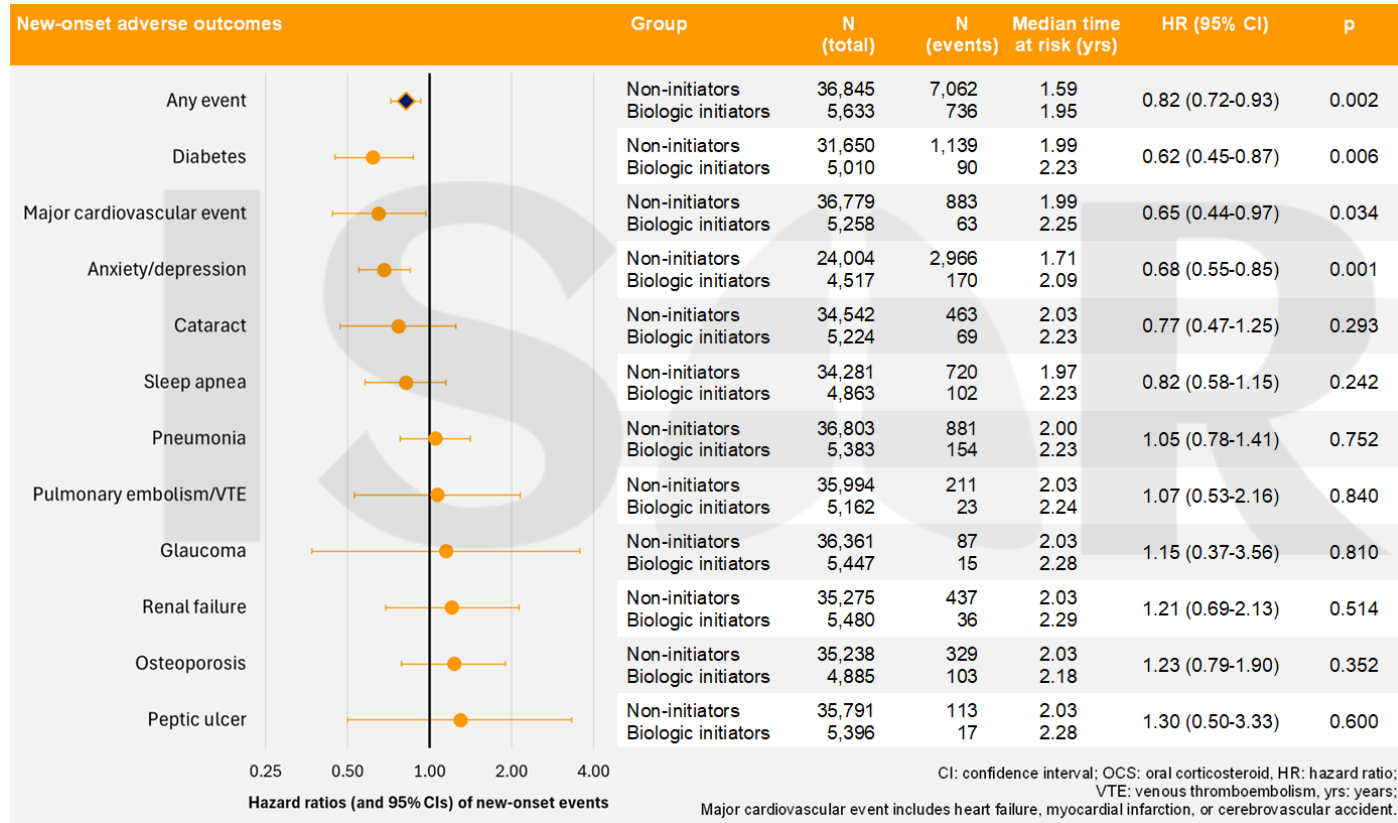 New-onset adverse outcomes Group N (total) N (events) Median time at risk (yrs) HR (95% CI) p
Any event Non-initiators 36,845 7,062 1.59 0.82 (0.72-0.93) 0.002
Biologic initiators 5,633 736 1.95
Diabetes Non-initiators 31,650 1,139 1.99 0.62 (0.45-0.87) 0.006
Biologic initiators 5,010 90 2.23
Major cardiovascular event Non-initiators 36,779 883 1.99 0.65 (0.44-0.97) 0.034
Biologic initiators 5,258 63 2.25
Anxiety/depression Non-initiators 24,004 2,966 1.71 0.68 (0.55-0.85) 0.001
Biologic initiators 4,517 170 2.09
Cataract Non-initiators 34,542 463 2.03 0.77 (0.47-1.25) 0.293
Biologic initiators 5,224 69 2.23
Sleep apnea Non-initiators 34,281 720 1.97 0.82 (0.58-1.15) 0.242
Biologic initiators 4,863 102 2.23
Pneumonia Non-initiators 36,803 881 2.00 1.05 (0.78-1.41) 0.752
Biologic initiators 5,383 154 2.23
Pulmonary embolism/VTE Non-initiators 35,994 211 2.03 1.07 (0.53-2.16) 0.840
Biologic initiators 5,162 23 2.24
Glaucoma Non-initiators 36,361 87 2.03 1.15 (0.37-3.56) 0.810
Biologic initiators 5,447 15 2.28
Renal failure Non-initiators 35,275 437 2.03 1.21 (0.69-2.13) 0.514
Biologic initiators 5,480 36 2.29
Osteoporosis Non-initiators 35,238 329 2.03 1.23 (0.79-1.90) 0.352
Biologic initiators 4,885 103 2.18
Peptic ulcer Non-initiators 35,791 113 2.03 1.30 (0.50-3.33) 0.600
Biologic initiators 5,396 17 2.28
0.25 0.50 1.00 2.00 4.00
Hazard ratios (and 95% CIs) of new-onset events
CI: confidence interval; OCS: oral corticosteroid, HR: hazard ratio;
VTE: venous thromboembolism, yrs: years;
Major cardiovascular event includes heart failure, myocardial infarction, or cerebrovascular accident.
ISAR